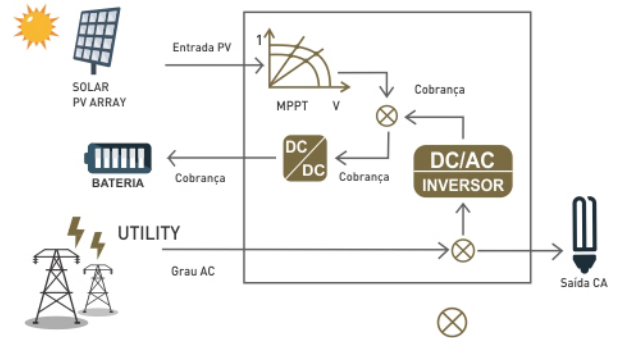 Entrada PV
SOLAR
PV ARRAY
1
MPPT V
Cobrança
DC
DC
DC/AC
INVERSOR
BATERIA
Cobrança
Cobrança
UTILITY
Grau AC
Saída CA